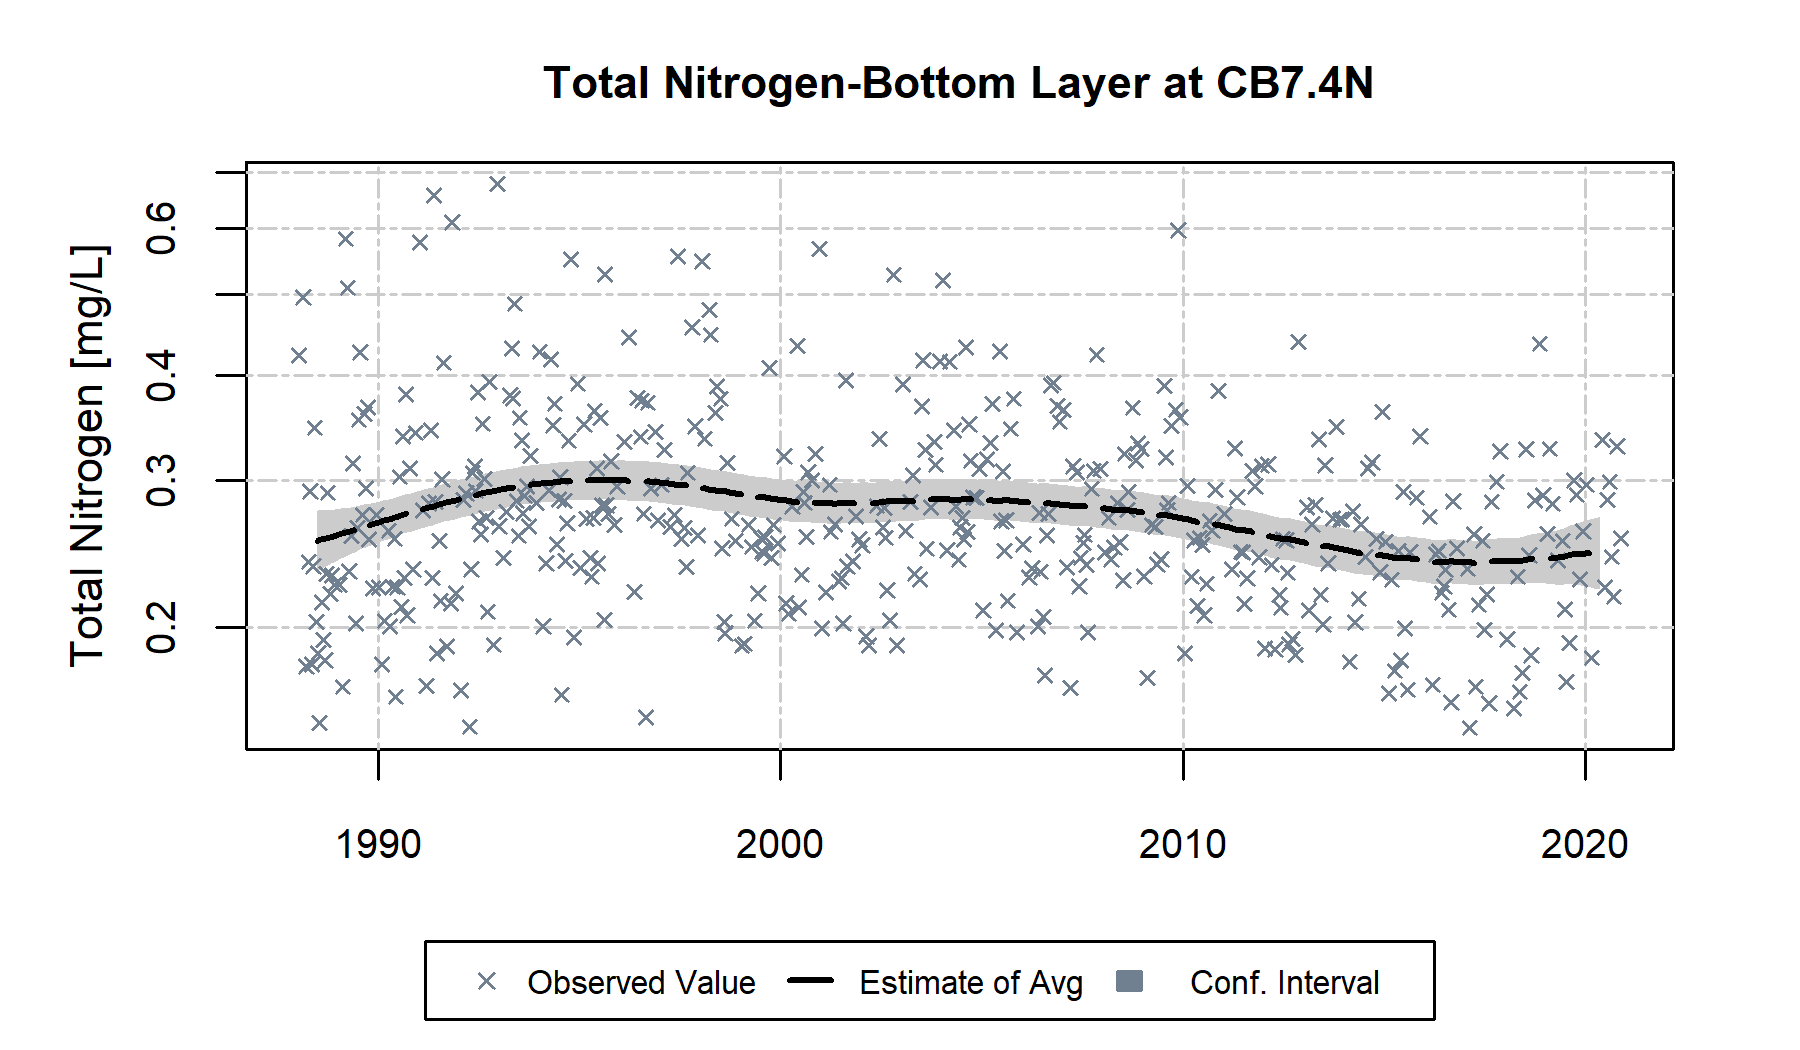 Total Nitrogen-Bottom Layer at CB7.4N
Total Nitrogen [mg/L]
0.6
0.4
0.3
0.2
1990 2000 2010 2020
Observed Value Estimate of Avg Conf. Interval